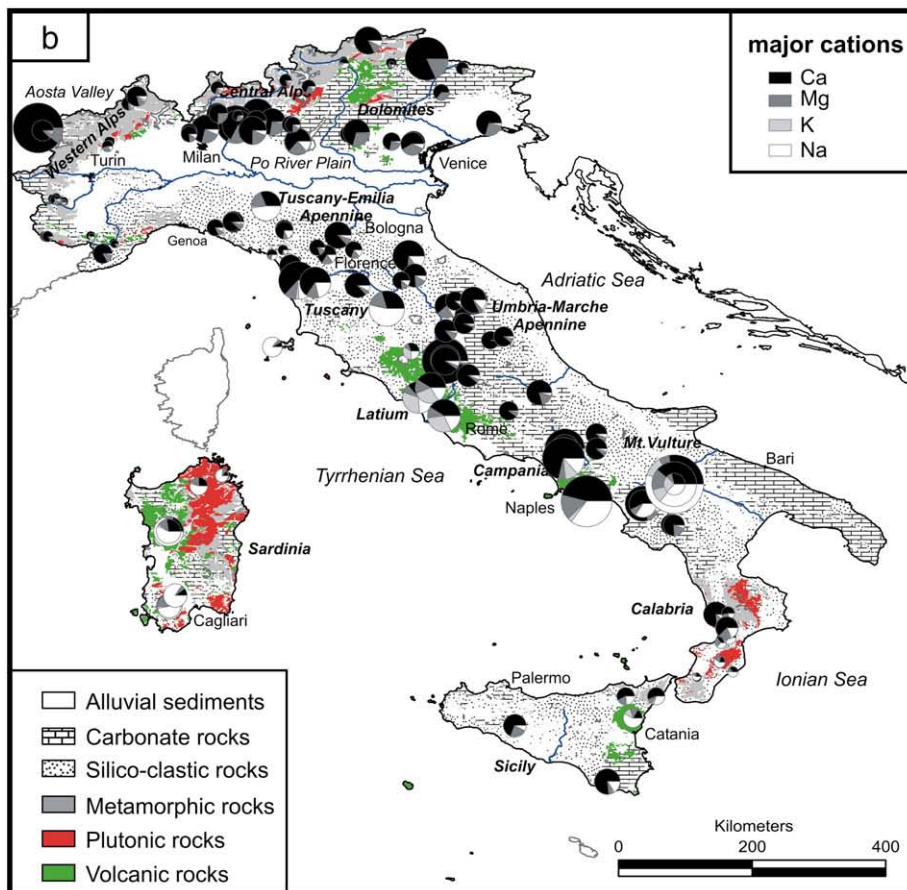 b
major cations
Ca
Mg
K
Na
Aosta Valley
Central Alps
Western Alps
Dolomites
Turin
Milan
Po River Plain
Venice
Tuscany-Emilia
Apennine
Bologna
Genoa
Florence
Adriatic Sea
Tuscany
Umbria-Marche
Apennine
Latium
Rome
Mt.Vulture
Bari
Tyrrhenian Sea
Campania
Naples
Sardinia
Calabria
Cagliari
Palermo
Ionian Sea
Catania
Sicily
Alluvial sediments
Carbonate rocks
Silico-clastic rocks
Metamorphic rocks
Plutonic rocks
Volcanic rocks
Kilometers
0 200 400